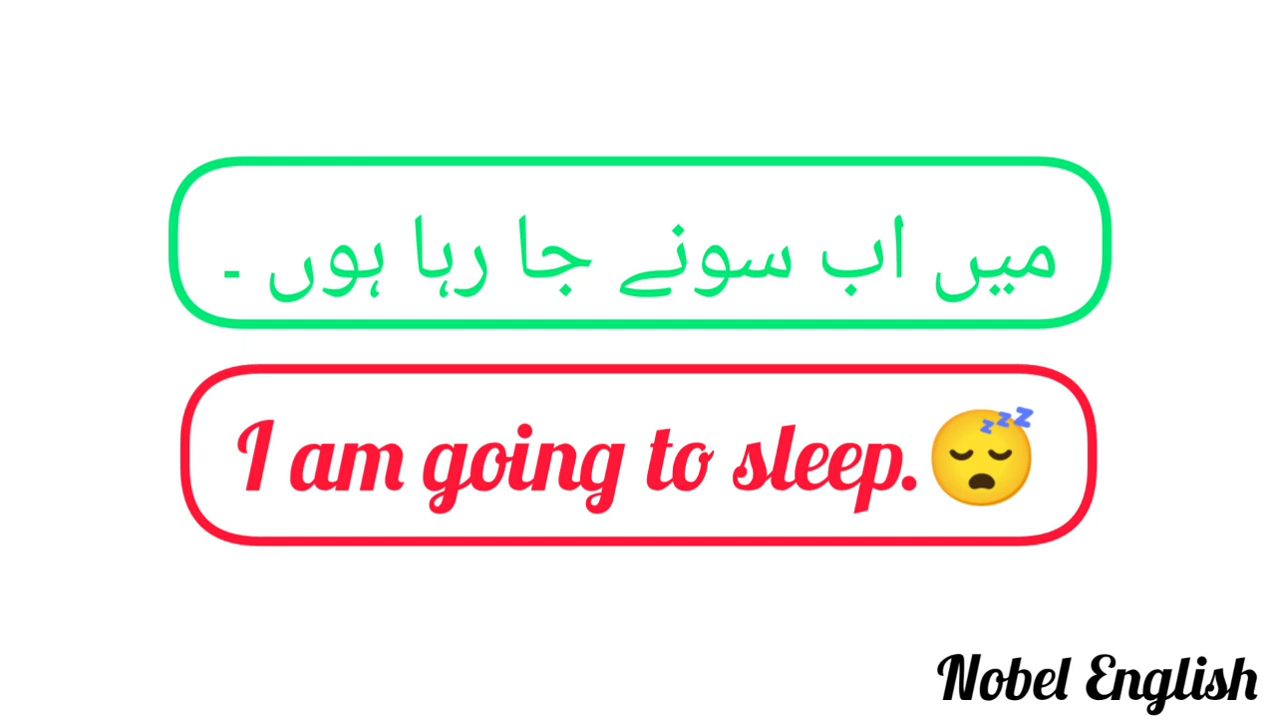 میں اب سونے جا رہا ہوں ۔
I am going to sleep.😴
Nobel English